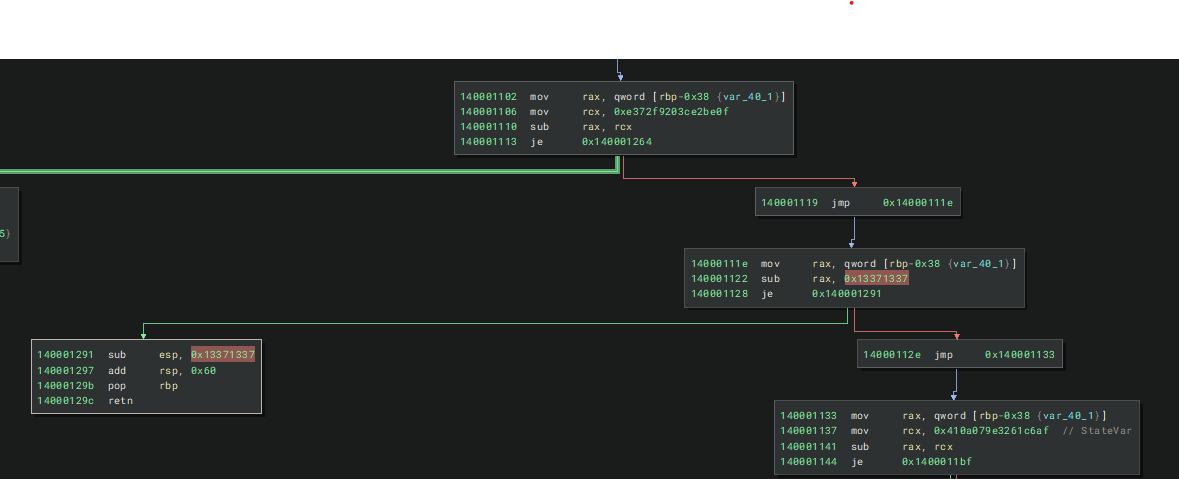 140001102 mov rax, qword [rbp-0x38 {var_40_1}]
140001106 mov rcx, 0xe372f9203ce2be0f
140001110 sub rax, rcx
140001113 je 0x140001264
140001119 jmp 0x14000111e
5}
14000111e mov rax, qword [rbp-0x38 {var_40_1}]
140001122 sub rax, 0x13371337
140001128 je 0x140001291
140001291 sub esp, 0x13371337
140001297 add rsp, 0x60
14000129b pop rbp
14000129c retn
14000112e jmp 0x140001133
140001133 mov rax, qword [rbp-0x38 {var_40_1}]
140001137 mov rcx, 0x410a079e3261c6af // StateVar
140001141 sub rax, rcx
140001144 je 0x1400011bf